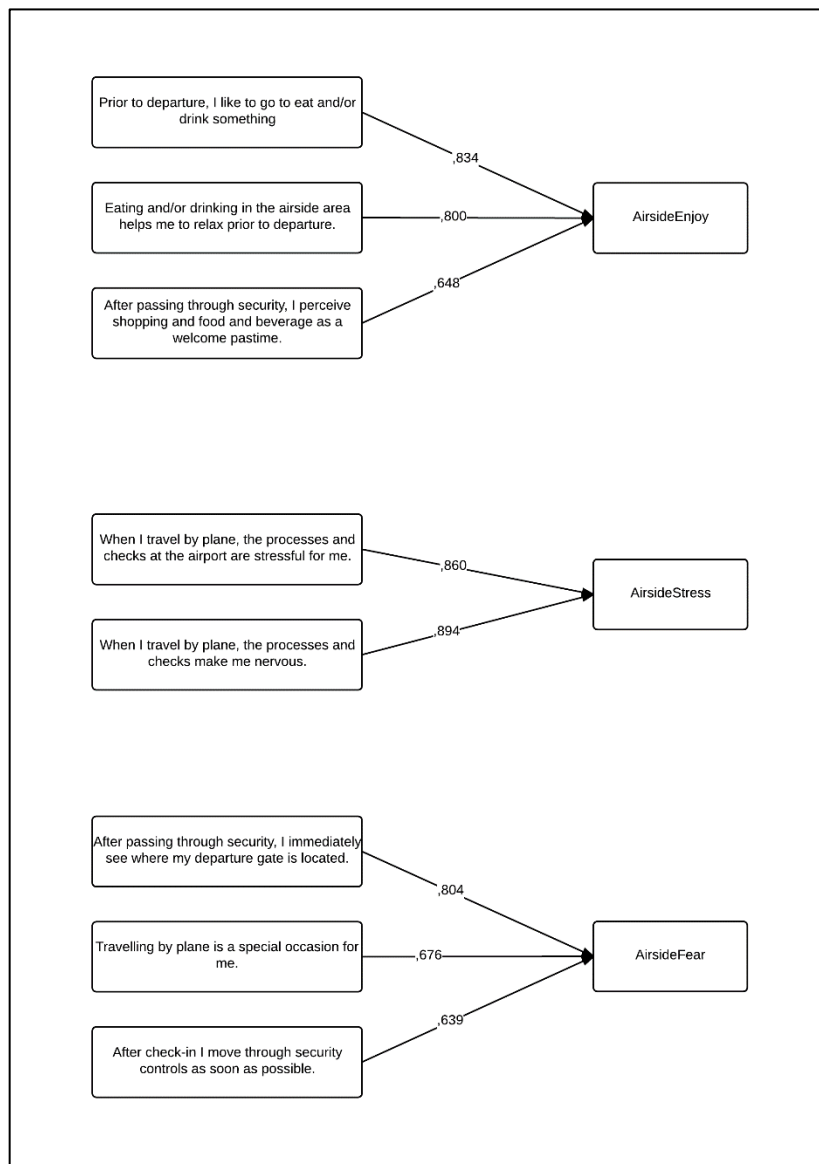 Prior to departure, I like to go to eat and/or
drink something
,834
Eating and/or drinking in the airside area
helps me to relax prior to departure.
,800
AirsideEnjoy
After passing through security, I perceive
shopping and food and beverage as a
welcome pastime.
,648
When I travel by plane, the processes and
checks at the airport are stressful for me.
,860
AirsideStress
When I travel by plane, the processes and
checks make me nervous.
,894
After passing through security, I immediately
see where my departure gate is located.
,804
Travelling by plane is a special occasion for
me.
,676
AirsideFear
After check-in I move through security
controls as soon as possible.
,639